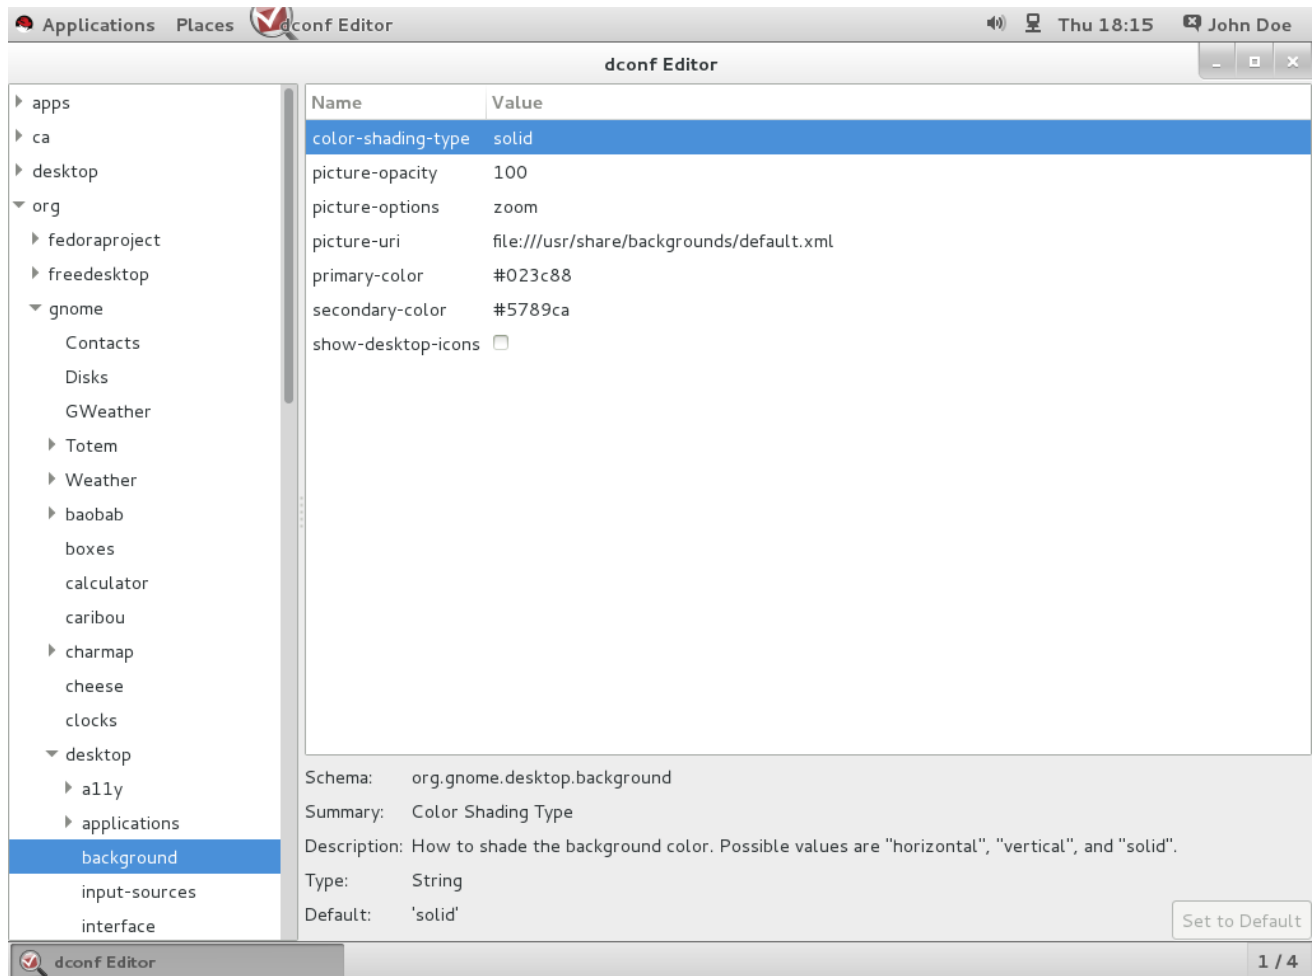 Applications Places dconf Editor Thu 18:15 John Doe
dconf Editor
apps
ca
desktop
org
fedoraproject
freedesktop
gnome
Contacts
Disks
GWeather
Totem
Weather
baobab
boxes
calculator
caribou
charmap
cheese
clocks
desktop
a11y
applications
background
input-sources
interface
Name Value
color-shading-type solid
picture-opacity 100
picture-options zoom
picture-uri file:///usr/share/backgrounds/default.xml
primary-color #023c88
secondary-color #5789ca
show-desktop-icons
Schema: org.gnome.desktop.background
Summary: Color Shading Type
Description: How to shade the background color. Possible values are "horizontal", "vertical", and "solid".
Type: String
Default: 'solid'
Set to Default
dconf Editor 1 / 4